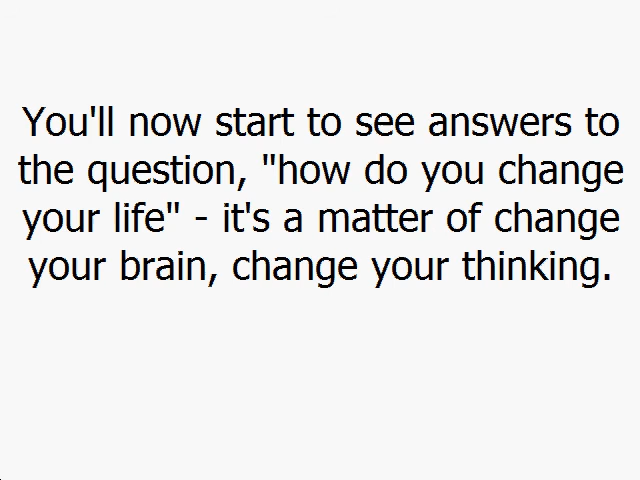 You'll now start to see answers to
the question, "how do you change
your life" - it's a matter of change
your brain, change your thinking.